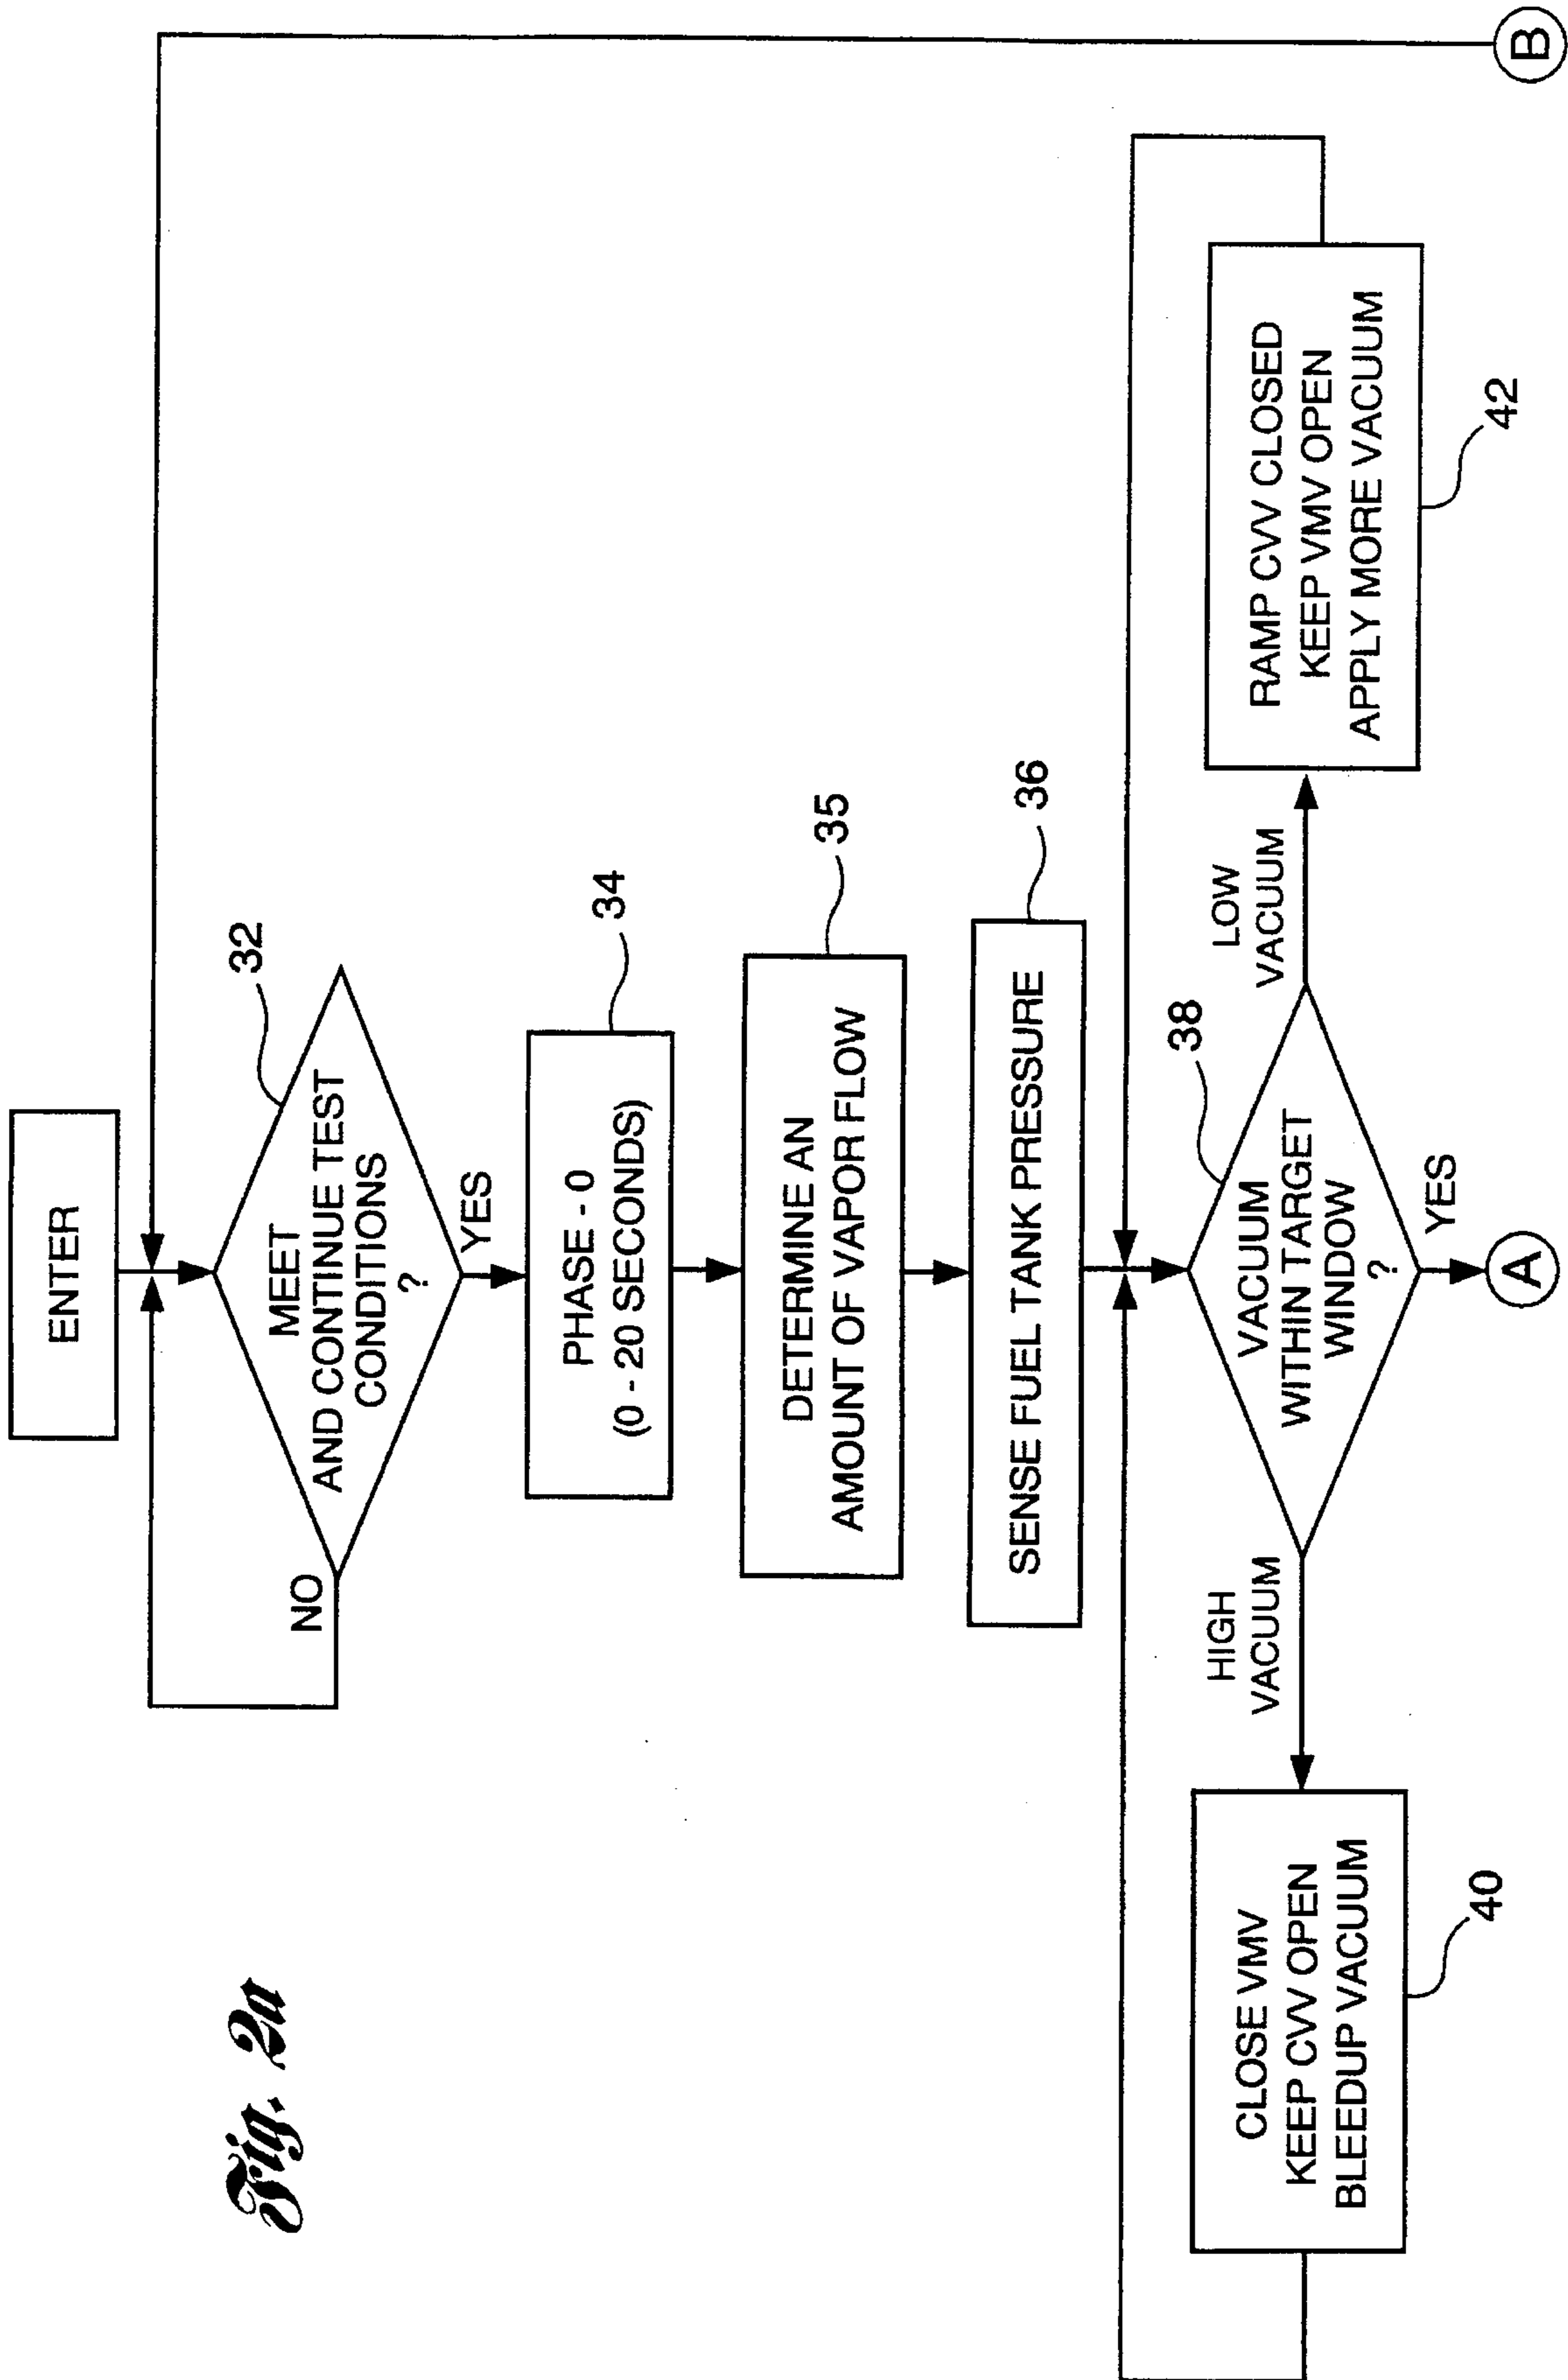 Fig. 2a
ENTER
MEET
AND CONTINUE TEST
CONDITIONS
?
32
NO
YES
PHASE - 0
(0 - 20 SECONDS)
34
DETERMINE AN
AMOUNT OF VAPOR FLOW
35
SENSE FUEL TANK PRESSURE
36
VACUUM
WITHIN TARGET
WINDOW
?
38
HIGH
VACUUM
LOW
VACUUM
YES
CLOSE VMV
KEEP CVV OPEN
BLEEDUP VACUUM
40
RAMP CVV CLOSED
KEEP VMV OPEN
APPLY MORE VACUUM
42
A
B